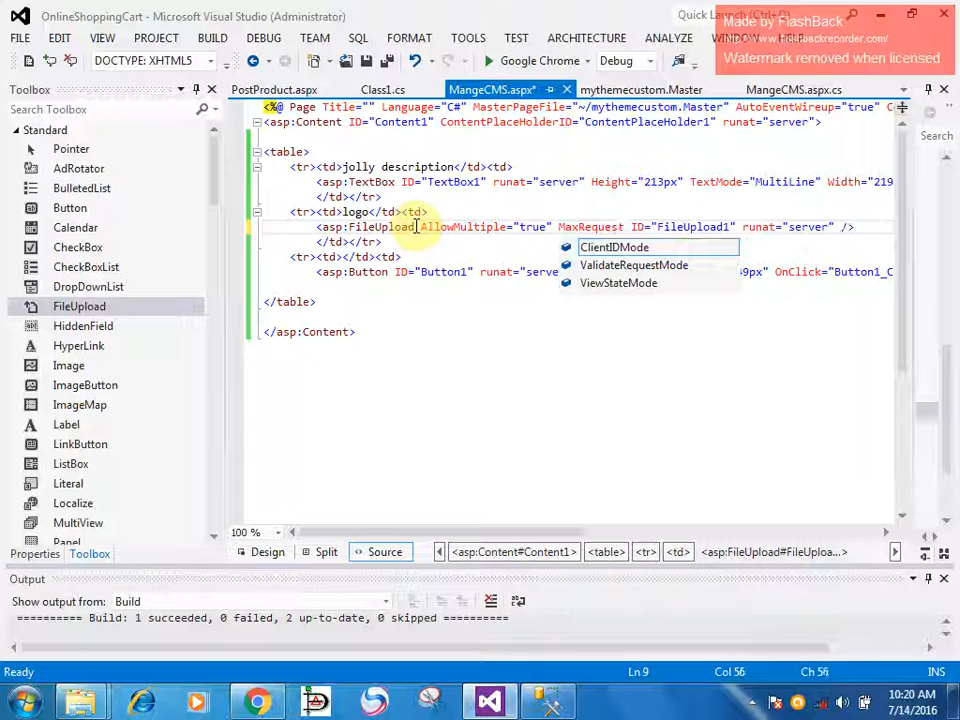 OnlineShoppingCart - Microsoft Visual Studio (Administrator)
Quick Launch (Ctrl+Q)
Made by FlashBack
Watermark removed when licensed
FILE EDIT VIEW PROJECT BUILD DEBUG TEAM SQL FORMAT TOOLS TEST ARCHITECTURE ANALYZE WINDOW HELP
DOCTYPE: XHTML5
Google Chrome
Debug
Toolbox
PostProduct.aspx Class1.cs MangeCMS.aspx* mythemecustom.Master MangeCMS.aspx.cs
Search Toolbox
Search
Standard
Pointer
AdRotator
BulletedList
Button
Calendar
CheckBox
CheckBoxList
DropDownList
FileUpload
HiddenField
HyperLink
Image
ImageButton
ImageMap
Label
LinkButton
ListBox
Literal
Localize
MultiView
Panel
<%@ Page Title="" Language="C#" MasterPageFile="~/mythemecustom.Master" AutoEventWireup="true" C
<asp:Content ID="Content1" ContentPlaceHolderID="ContentPlaceHolder1" runat="server">
<table>
<tr><td>jolly description</td><td>
<asp:TextBox ID="TextBox1" runat="server" Height="213px" TextMode="MultiLine" Width="219
</td></tr>
<tr><td>logo</td><td>
<asp:FileUpload AllowMultiple="true" MaxRequest ID="FileUpload1" runat="server" />
</td></tr>
<tr><td></td><td>
<asp:Button ID="Button1" runat="se 49px" OnClick="Button1_C
</table>
</asp:Content>
ClientIDMode
ValidateRequestMode
ViewStateMode
100 %
Properties Toolbox
Design Split Source
<asp:Content#Content1> <table> <tr> <td> <asp:FileUpload#FileUploa...>
Output
Show output from: Build
========== Build: 1 succeeded, 0 failed, 2 up-to-date, 0 skipped ==========
Ready
Ln 9 Col 56 Ch 56 INS
10:20 AM
7/14/2016